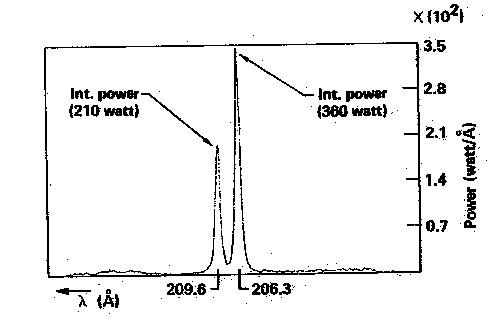 X (10²)
3.5
Int. power
(210 watt)
Int. power
(360 watt)
2.8
2.1
1.4
0.7
Power (watt/Å)
λ (Å)
209.6
206.3